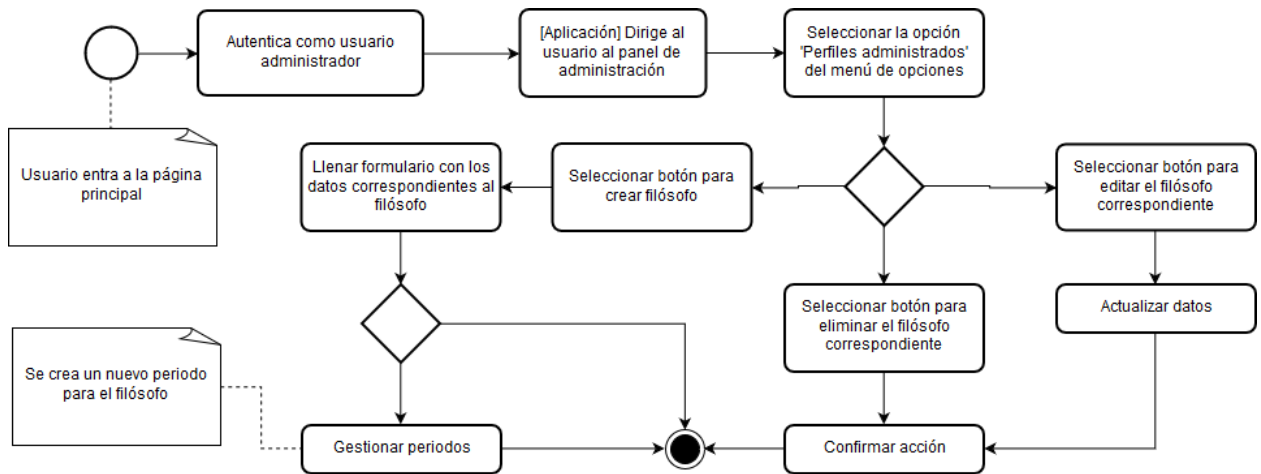 Autentica como usuario
administrador
[Aplicación] Dirige al
usuario al panel de
administración
Seleccionar la opción
'Perfiles administrados'
del menú de opciones
Usuario entra a la página
principal
Llenar formulario con los
datos correspondientes al
filósofo
Seleccionar botón para
crear filósofo
Seleccionar botón para
editar el filósofo
correspondiente
Seleccionar botón para
eliminar el filósofo
correspondiente
Actualizar datos
Se crea un nuevo periodo
para el filósofo
Gestionar periodos
Confirmar acción